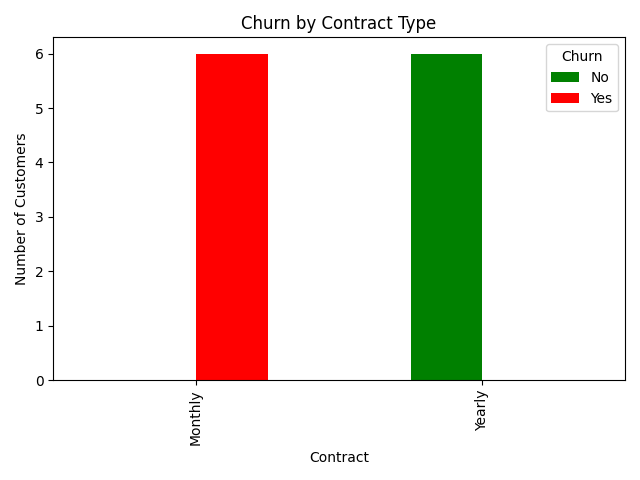 Churn by Contract Type
Churn
No
Yes
Number of Customers
6
5
4
3
2
1
0
Monthly
Yearly
Contract